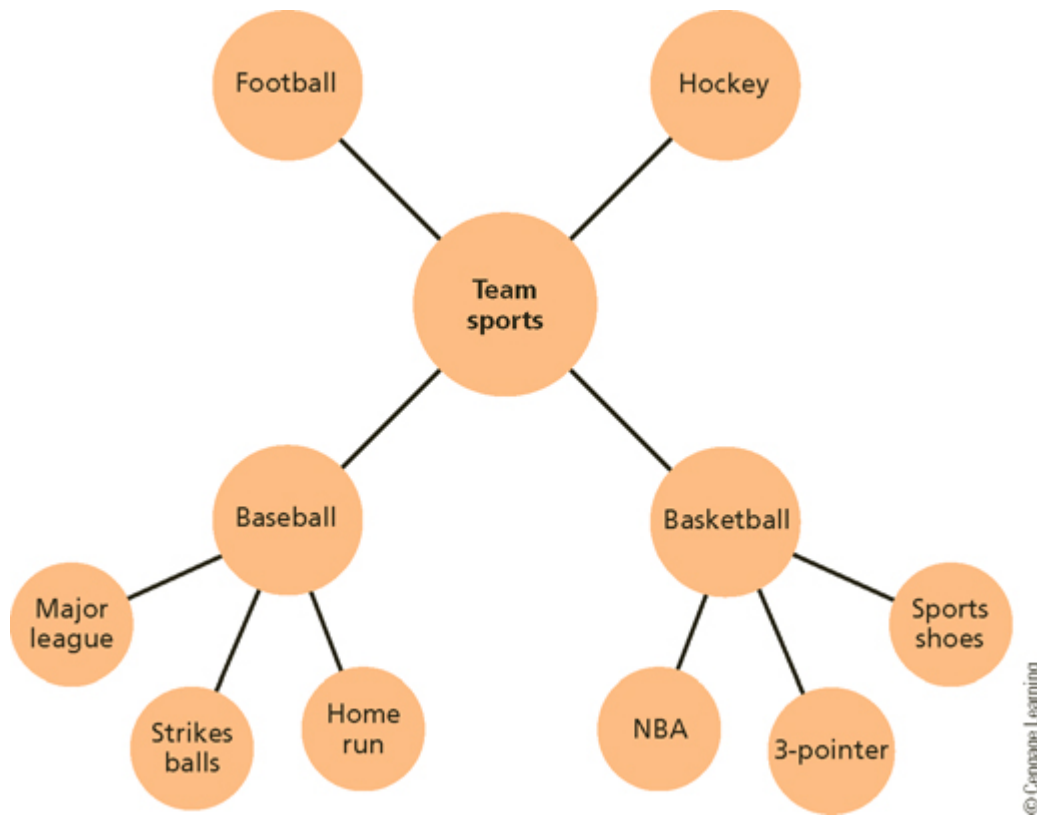 Football
Hockey
Team
sports
Baseball
Basketball
Major
league
Strikes
balls
Home
run
NBA
3-pointer
Sports
shoes
© Cengage Learning